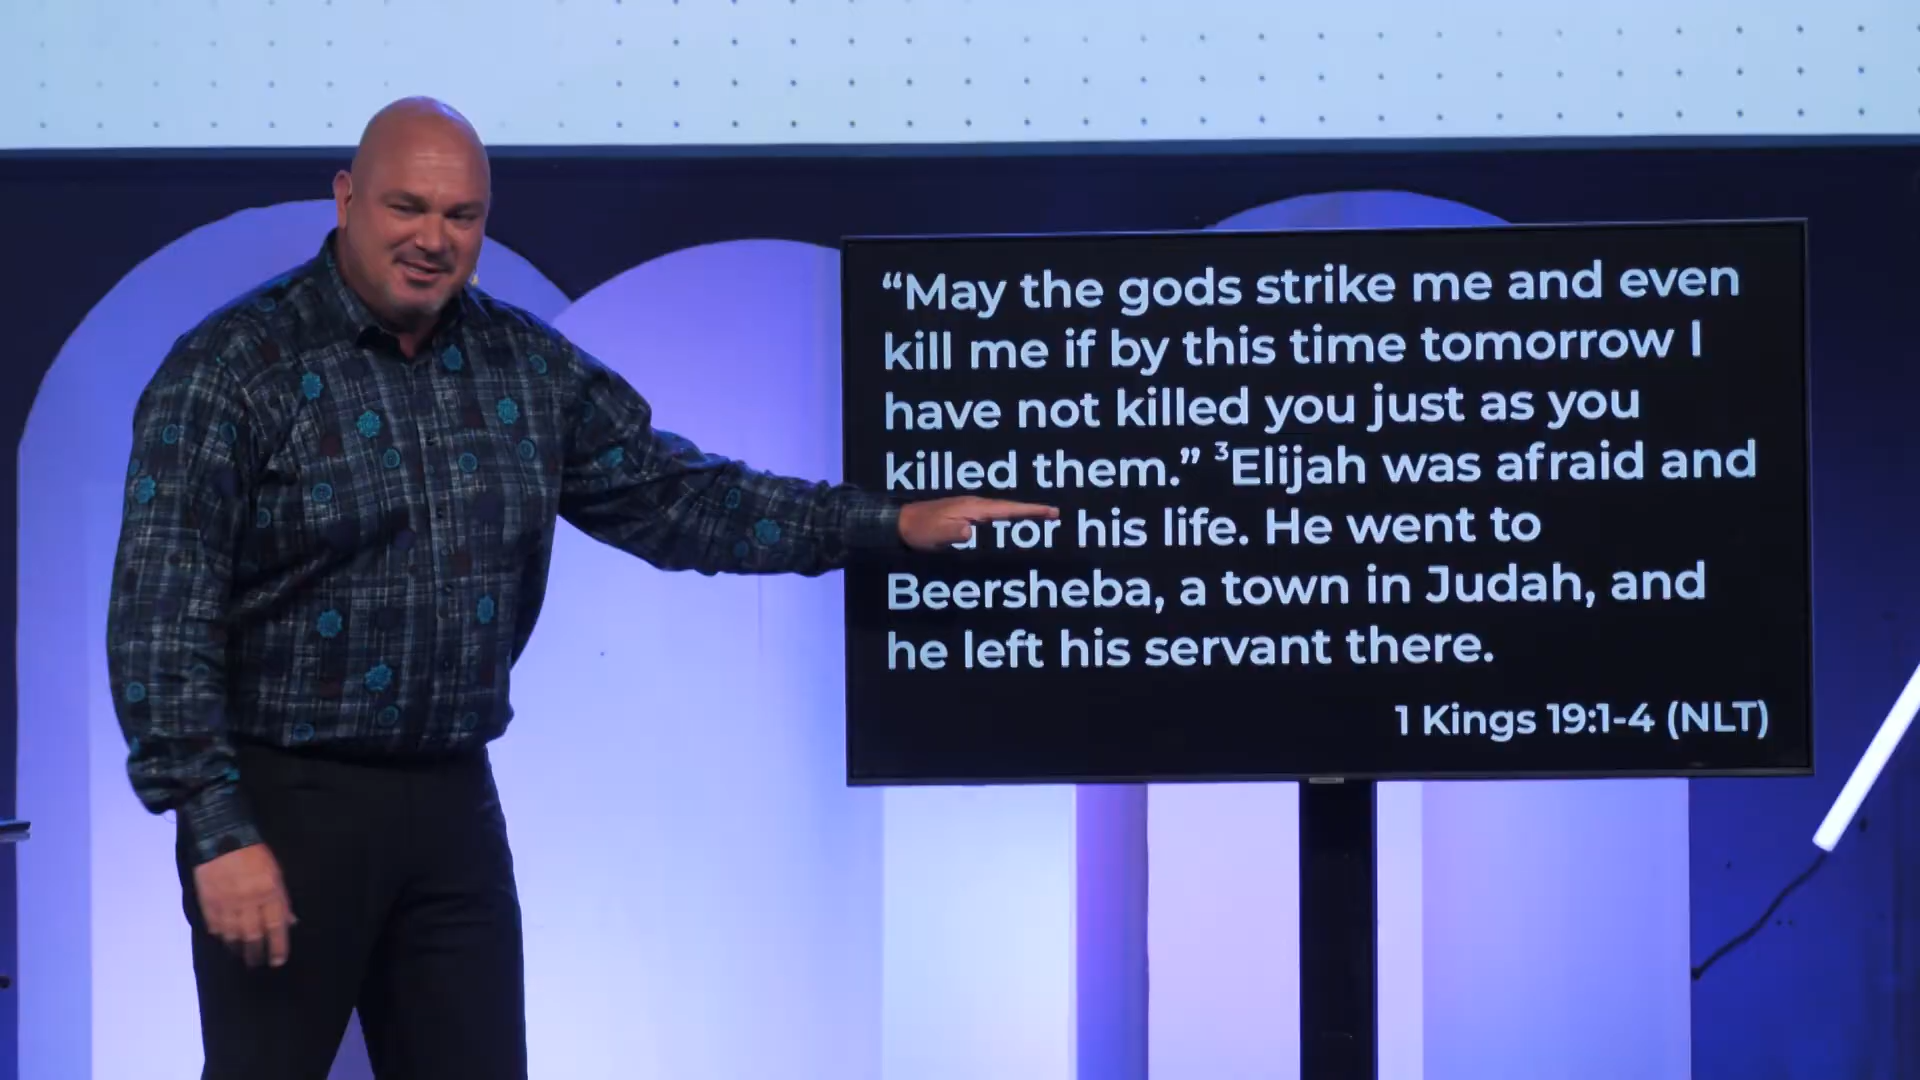 “May the gods strike me and even
kill me if by this time tomorrow I
have not killed you just as you
killed them.” ³Elijah was afraid and
for his life. He went to
Beersheba, a town in Judah, and
he left his servant there.
1 Kings 19:1-4 (NLT)